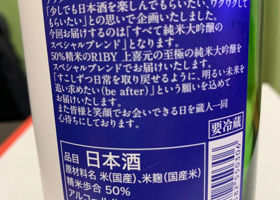 「少しでも日本酒を楽しんでもらいたい、ワクワクして
もらいたい」との思いで企画いたしました。
今回お届けするのは「すべて純米大吟醸の
スペシャルブレンド」となります。
50%精米のR1BY 上喜元の至極の純米大吟醸を
スペシャルブレンドでお届けいたします。
「すこしずつ日常を取り戻せるように、明るい未来を
追い求めたい(be after)」という願いを込めて
お届けいたします。
また皆様と笑顔でお会いできる日を蔵人一同
心待ちにしております。
要冷蔵
品目 日本酒
原材料名 米(国産)、米麹(国産米)
精米歩合 50%
アルコール